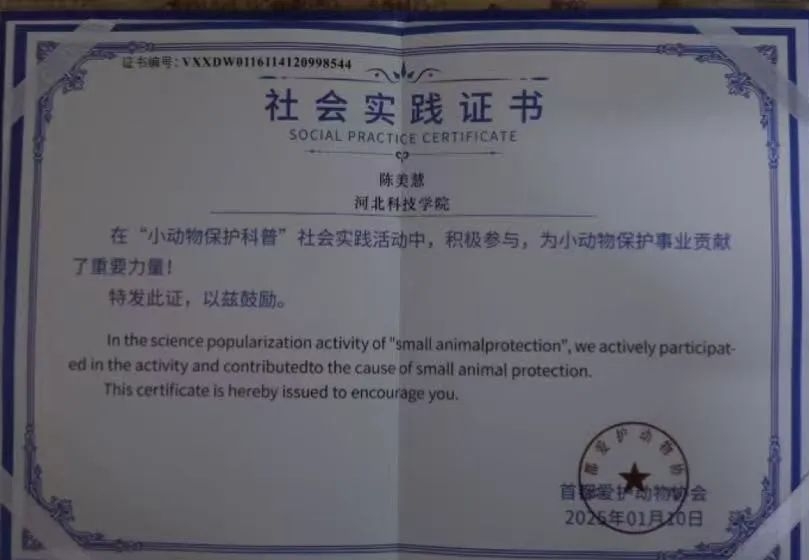 证书编号：VXXDW0116114120998544
社会实践证书
SOCIAL PRACTICE CERTIFICATE
陈美慧
河北科技学院
在“小动物保护科普”社会实践活动中，积极参与，为小动物保护事业贡献
了重要力量！
特发此证，以兹鼓励。
In the science popularization activity of "small animalprotection", we actively participat-
ed in the activity and contributedto the cause of small animal protection.
This certificate is hereby issued to encourage you.
都爱护动物协
首都爱护动物协会
2025年01月10日